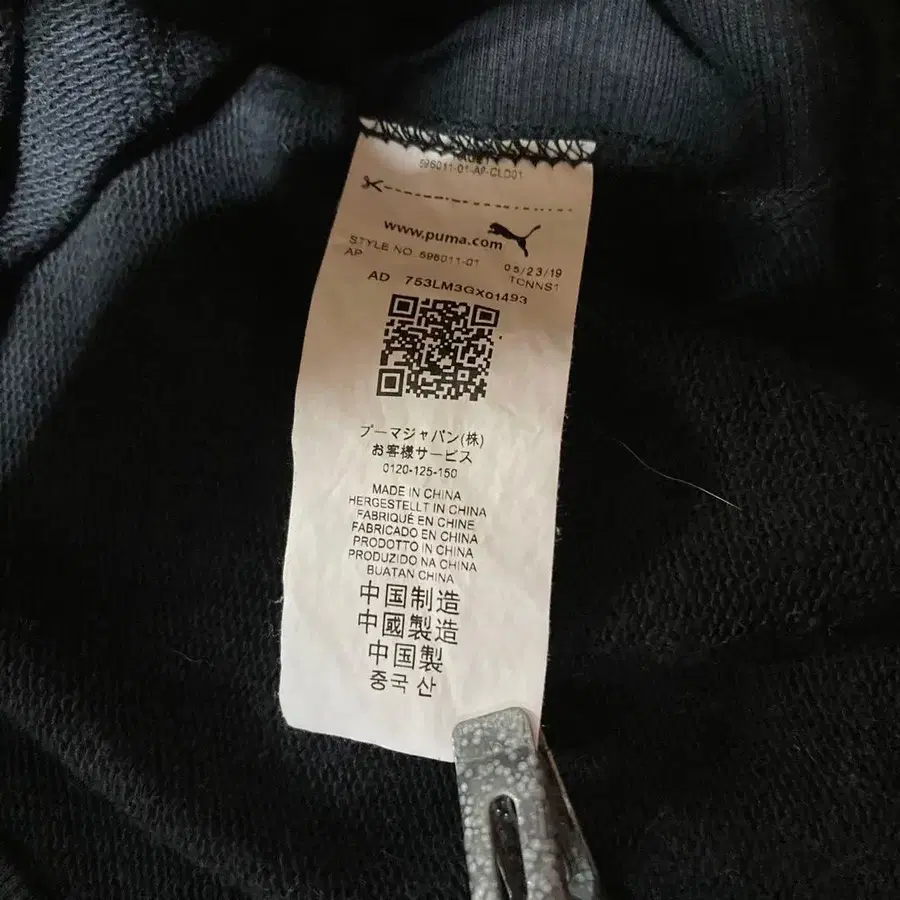 596011-01-AP-CLD01
www.puma.com
STYLE NO. 596011-01 05/23/19
AP TCNNS1
AD 753LM3GX01493
プーマジャパン(株)
お客様サービス
0120-125-150
MADE IN CHINA
HERGESTELLT IN CHINA
FABRIQUÉ EN CHINE
FABRICADO EN CHINA
PRODOTTO IN CHINA
PRODUZIDO NA CHINA
BUATAN CHINA
中国制造
中國製造
中国製
중국 산